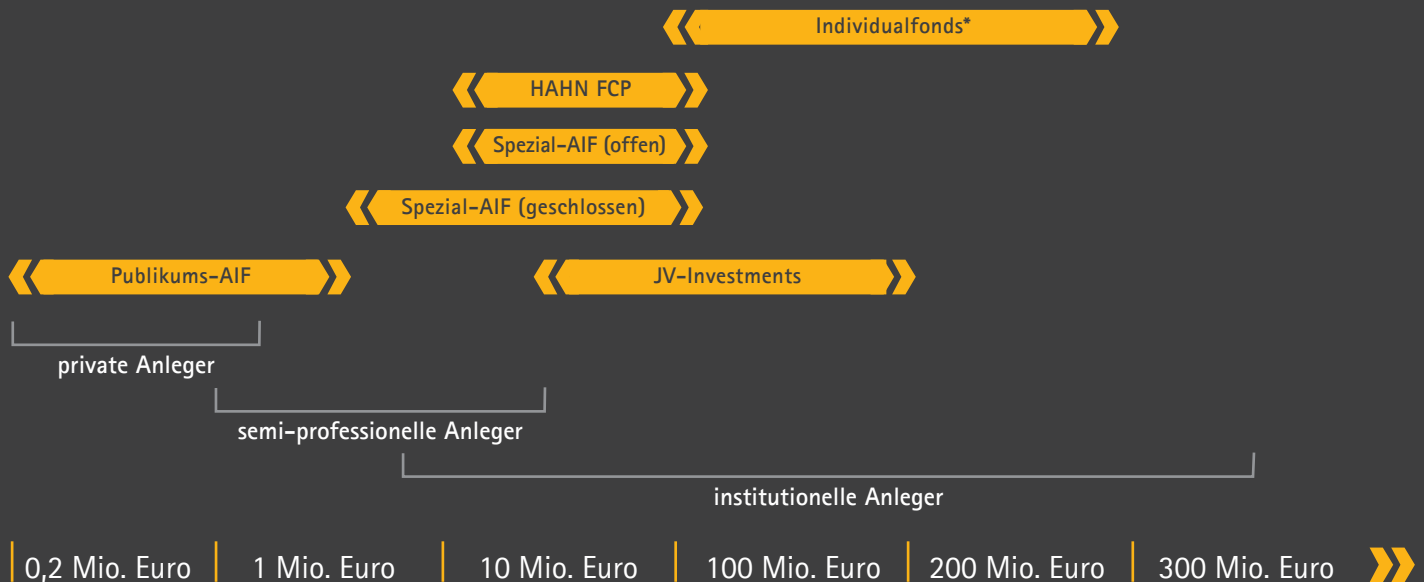 Individualfonds*
HAHN FCP
Spezial-AIF (offen)
Spezial-AIF (geschlossen)
Publikums-AIF
JV-Investments
private Anleger
semi-professionelle Anleger
institutionelle Anleger
0,2 Mio. Euro
1 Mio. Euro
10 Mio. Euro
100 Mio. Euro
200 Mio. Euro
300 Mio. Euro